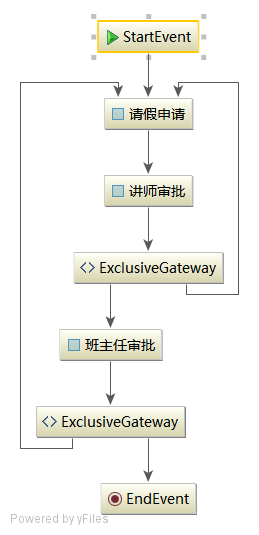 StartEvent
请假申请
讲师审批
<> ExclusiveGateway
班主任审批
<> ExclusiveGateway
EndEvent
Powered by yFiles